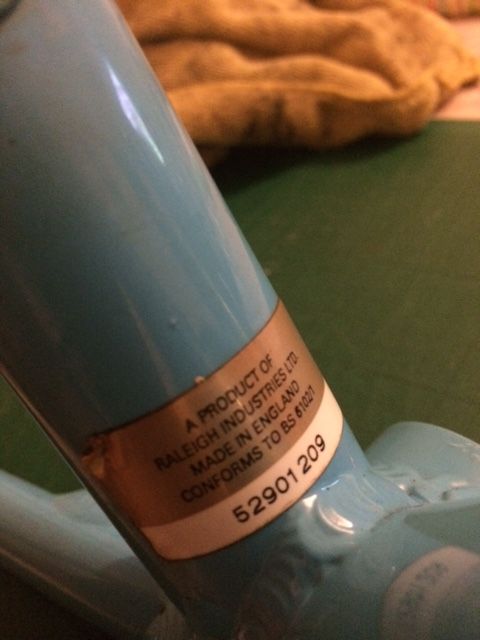 A PRODUCT OF
RALEIGH INDUSTRIES LTD.
MADE IN ENGLAND
CONFORMS TO BS 6102/1
52901209